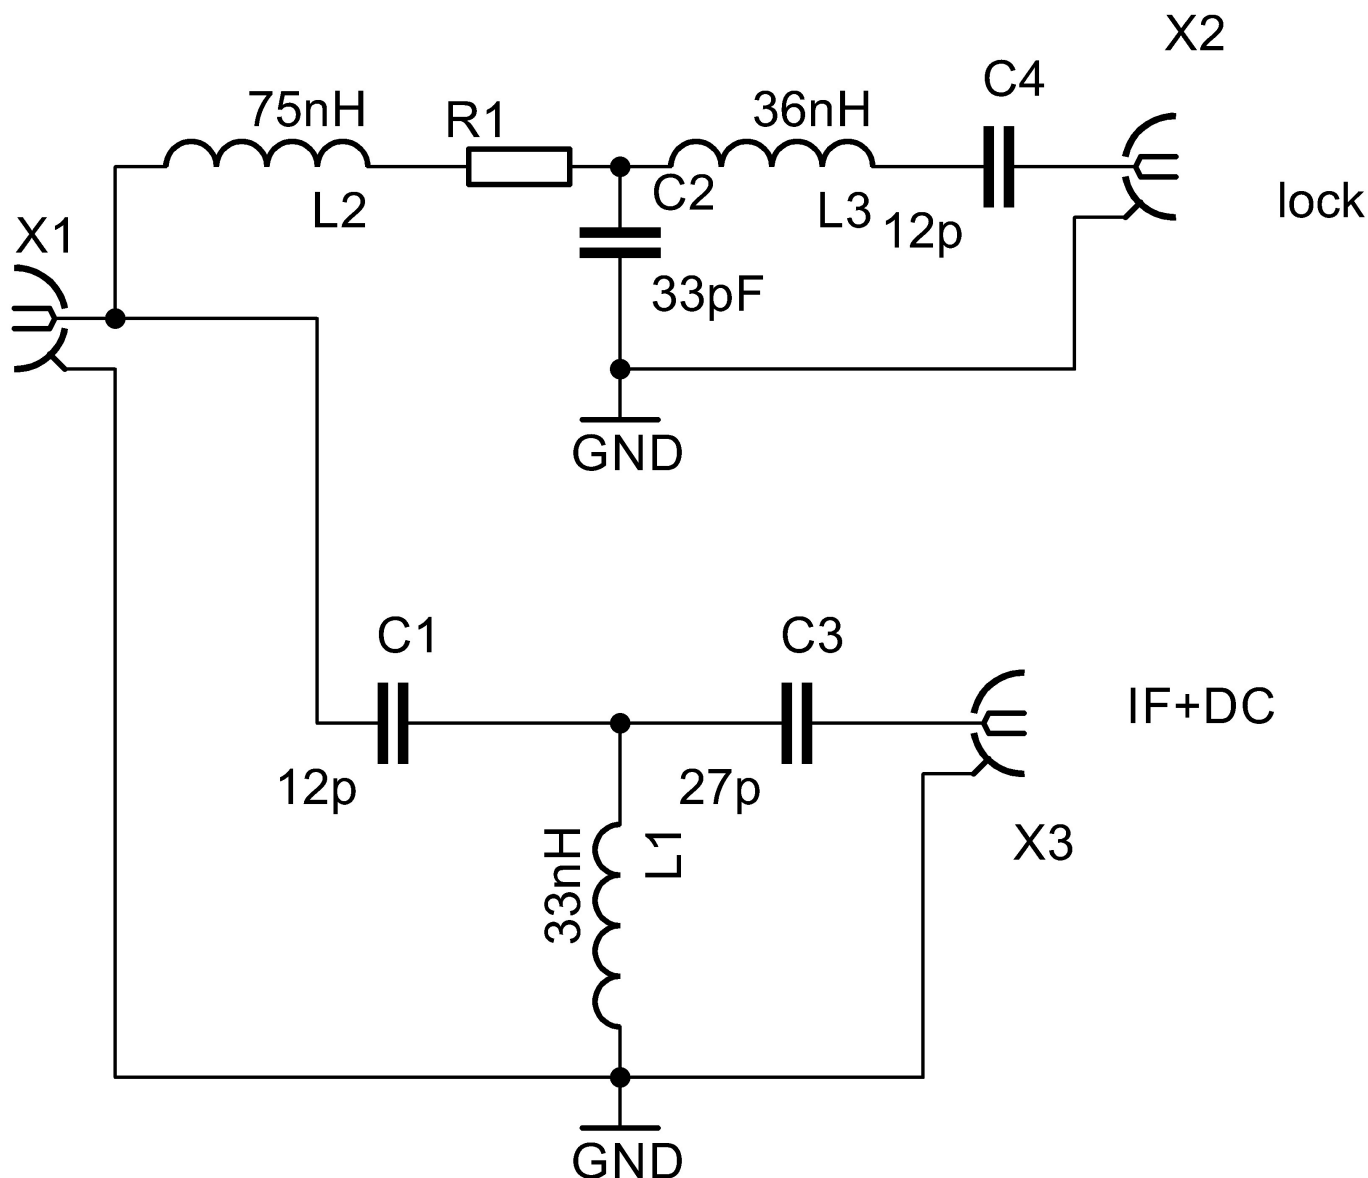 X2
C4
75nH
R1
36nH
C2
L2
L3
12p
lock
X1
33pF
GND
C1
C3
IF+DC
12p
27p
33nH
L1
X3
GND